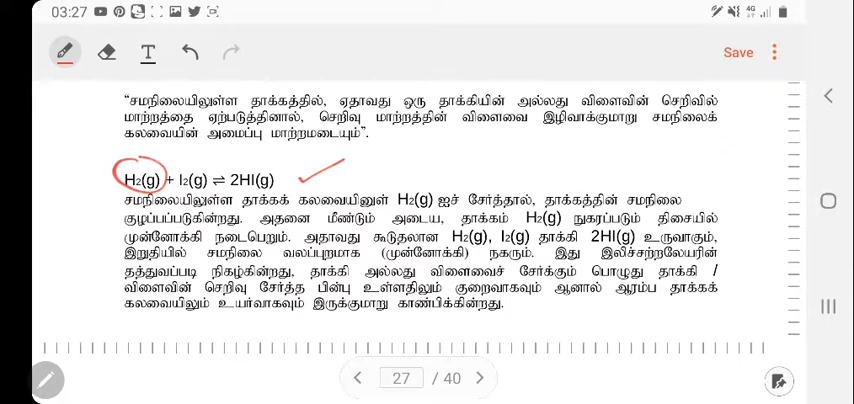 03:27
4G
T
Save
“சமநிலையிலுள்ள தாக்கத்தில், ஏதாவது ஒரு தாக்கியின் அல்லது விளைவின் செறிவில்
மாற்றத்தை ஏற்படுத்தினால், செறிவு மாற்றத்தின் விளைவை இழிவாக்குமாறு சமநிலைக்
கலவையின் அமைப்பு மாற்றமடையும்”.
H2(g) + I2(g) ⇌ 2HI(g)
சமநிலையிலுள்ள தாக்கக் கலவையினுள் H2(g) ஐச் சேர்த்தால், தாக்கத்தின் சமநிலை
குழப்பப்படுகின்றது. அதனை மீண்டும் அடைய, தாக்கம் H2(g) நுகரப்படும் திசையில்
முன்னோக்கி நடைபெறும். அதாவது கூடுதலான H2(g), I2(g) தாக்கி 2HI(g) உருவாகும்,
இறுதியில் சமநிலை வலப்புறமாக (முன்னோக்கி) நகரும். இது இலிச்சற்றலேயரின்
தத்துவப்படி நிகழ்கின்றது, தாக்கி அல்லது விளைவைச் சேர்க்கும் பொழுது தாக்கி /
விளைவின் செறிவு சேர்த்த பின்பு உள்ளதிலும் குறைவாகவும் ஆனால் ஆரம்ப தாக்கக்
கலவையிலும் உயர்வாகவும் இருக்குமாறு காண்பிக்கின்றது.
27 / 40